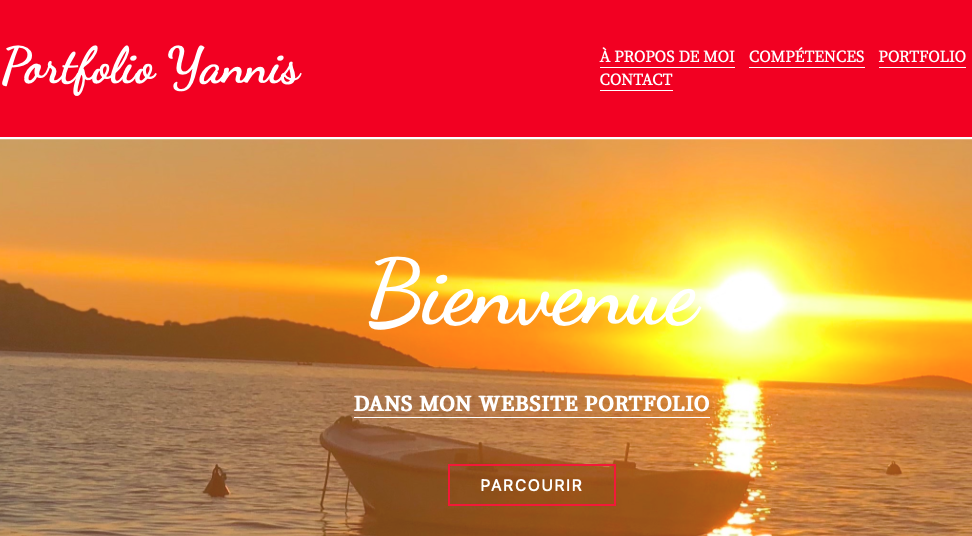 Portfolio Yannis
À PROPOS DE MOI COMPÉTENCES PORTFOLIO
CONTACT
Bienvenue
DANS MON WEBSITE PORTFOLIO
PARCOURIR